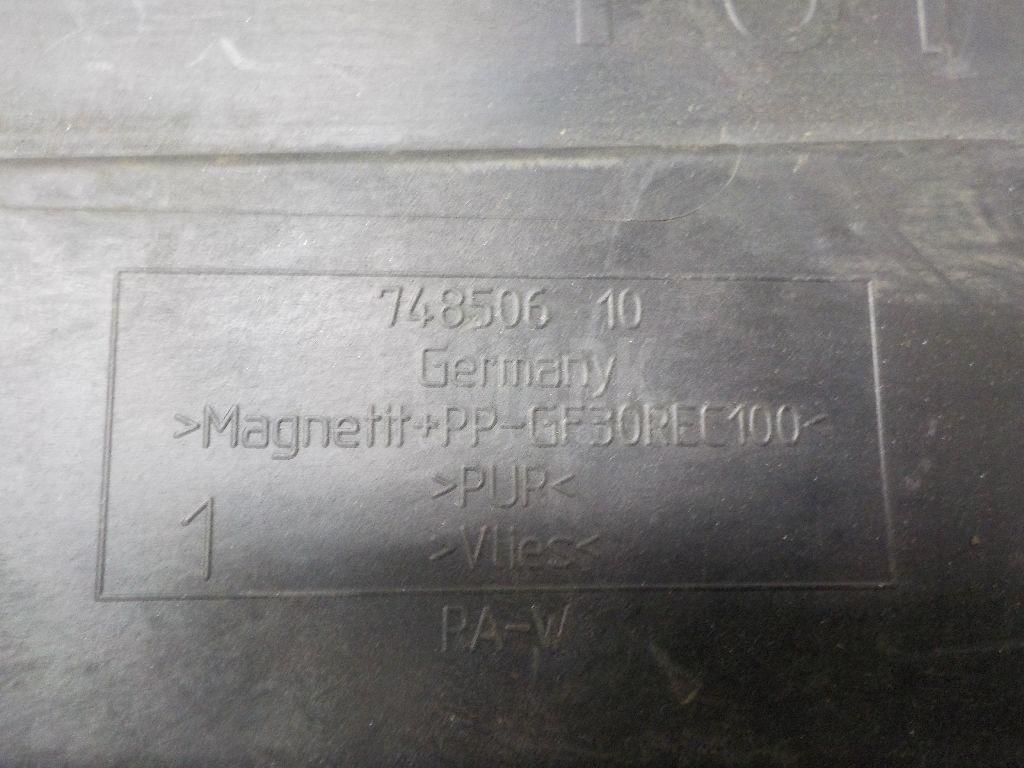 748506 10
Germany
>Magnetit+PP-GF30REC100<
>PUR<
>Vlies<
1
PA-W